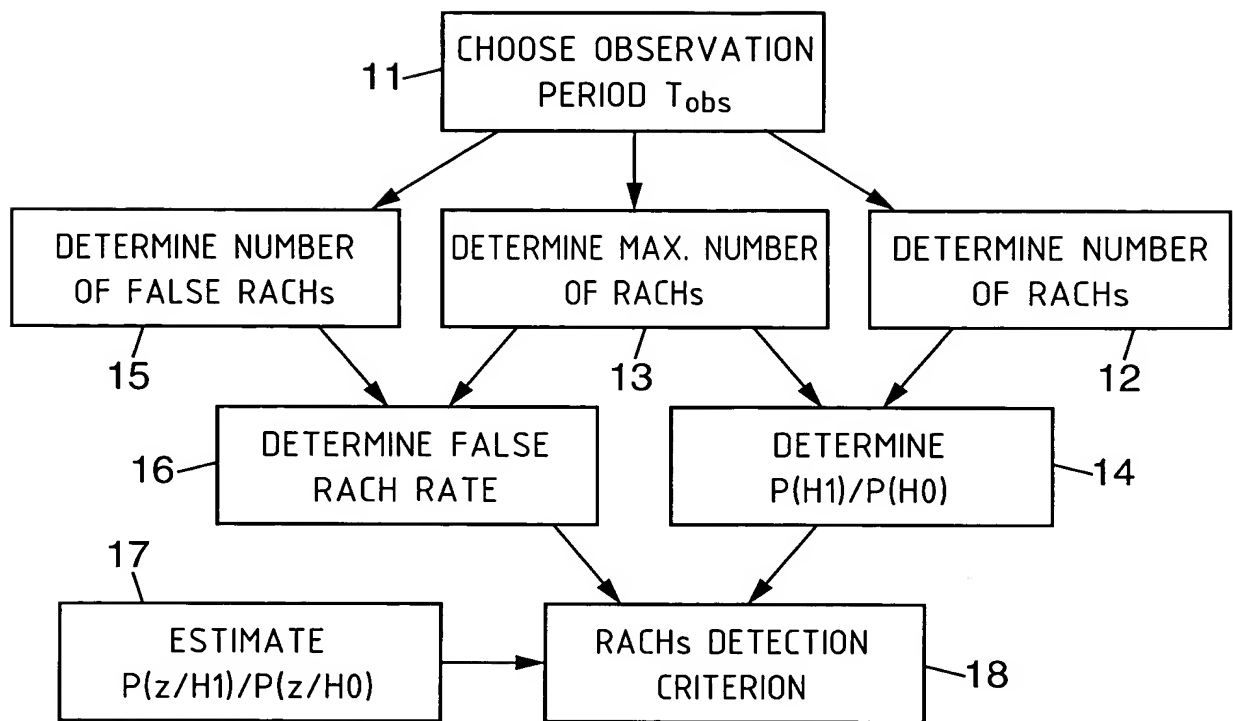 CHOOSE OBSERVATION
PERIOD Tobs
11
DETERMINE NUMBER
OF FALSE RACHs
DETERMINE MAX. NUMBER
OF RACHs
DETERMINE NUMBER
OF RACHs
15
13
12
DETERMINE FALSE
RACH RATE
16
DETERMINE
P(H1)/P(H0)
14
17
ESTIMATE
P(z/H1)/P(z/H0)
RACHs DETECTION
CRITERION
18